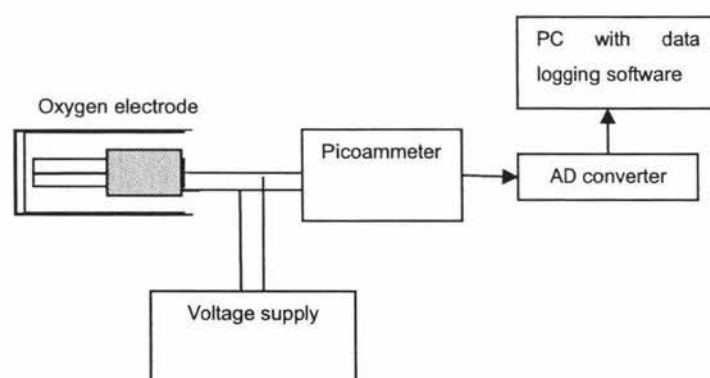 PC with data
logging software
Oxygen electrode
Picoammeter
AD converter
Voltage supply